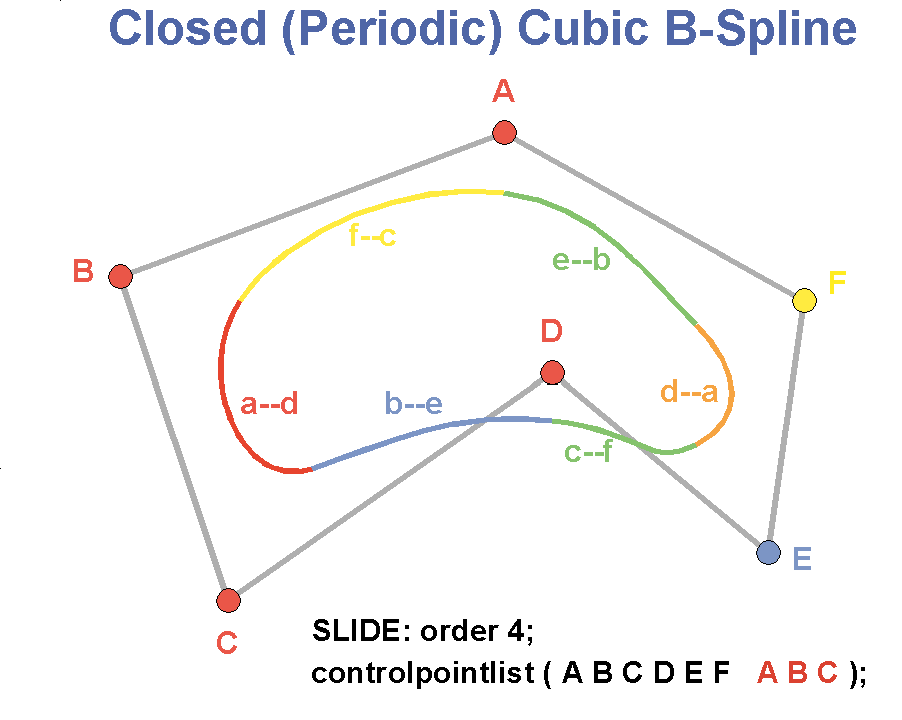 Closed (Periodic) Cubic B-Spline
A
B
f--c
e--b
F
D
a--d
b--e
d--a
c--f
E
C
SLIDE: order 4;
controlpointlist ( A B C D E F A B C );